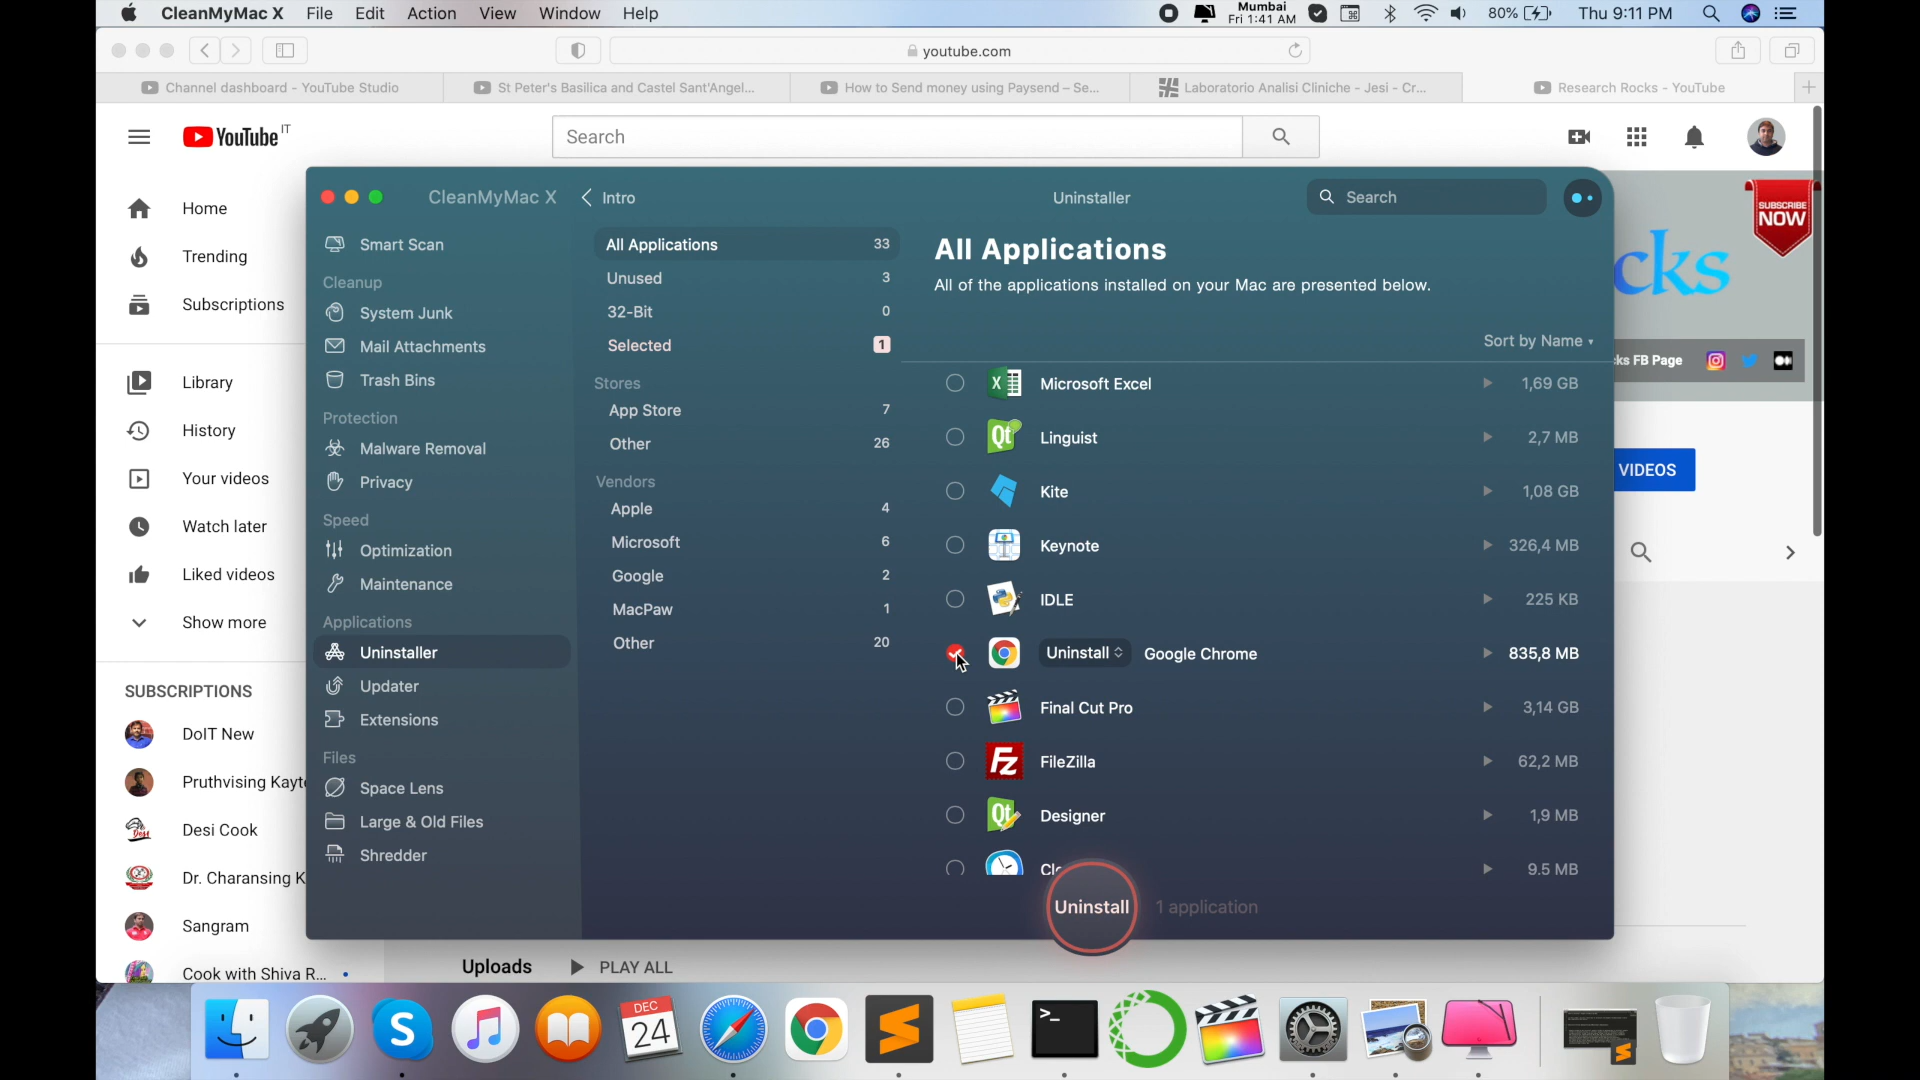 CleanMyMac X File Edit Action View Window Help
Mumbai
Fri 1:41 AM
80%
Thu 9:11 PM
youtube.com
Channel dashboard - YouTube Studio
St Peter's Basilica and Castel Sant'Angel...
How to Send money using Paysend – Se...
Laboratorio Analisi Cliniche - Jesi - Cr...
Research Rocks - YouTube
YouTube IT
Search
Home
Trending
Subscriptions
Library
History
Your videos
Watch later
Liked videos
Show more
SUBSCRIPTIONS
DoIT New
Pruthvising Kayt
Desi Cook
Dr. Charansing K
Sangram
Cook with Shiva R...
CleanMyMac X
Intro
Uninstaller
Search
Smart Scan
Cleanup
System Junk
Mail Attachments
Trash Bins
Protection
Malware Removal
Privacy
Speed
Optimization
Maintenance
Applications
Uninstaller
Updater
Extensions
Files
Space Lens
Large & Old Files
Shredder
All Applications 33
Unused 3
32-Bit 0
Selected 1
Stores
App Store 7
Other 26
Vendors
Apple 4
Microsoft 6
Google 2
MacPaw 1
Other 20
All Applications
All of the applications installed on your Mac are presented below.
Sort by Name
Microsoft Excel 1,69 GB
Qt Linguist 2,7 MB
Kite 1,08 GB
Keynote 326,4 MB
IDLE 225 KB
Uninstall Google Chrome 835,8 MB
Final Cut Pro 3,14 GB
Fz FileZilla 62,2 MB
Qt Designer 1,9 MB
9.5 MB
Uninstall 1 application
SUBSCRIBE
NOW
cks
ks FB Page
VIDEOS
Uploads PLAY ALL
S
DEC
24
>_